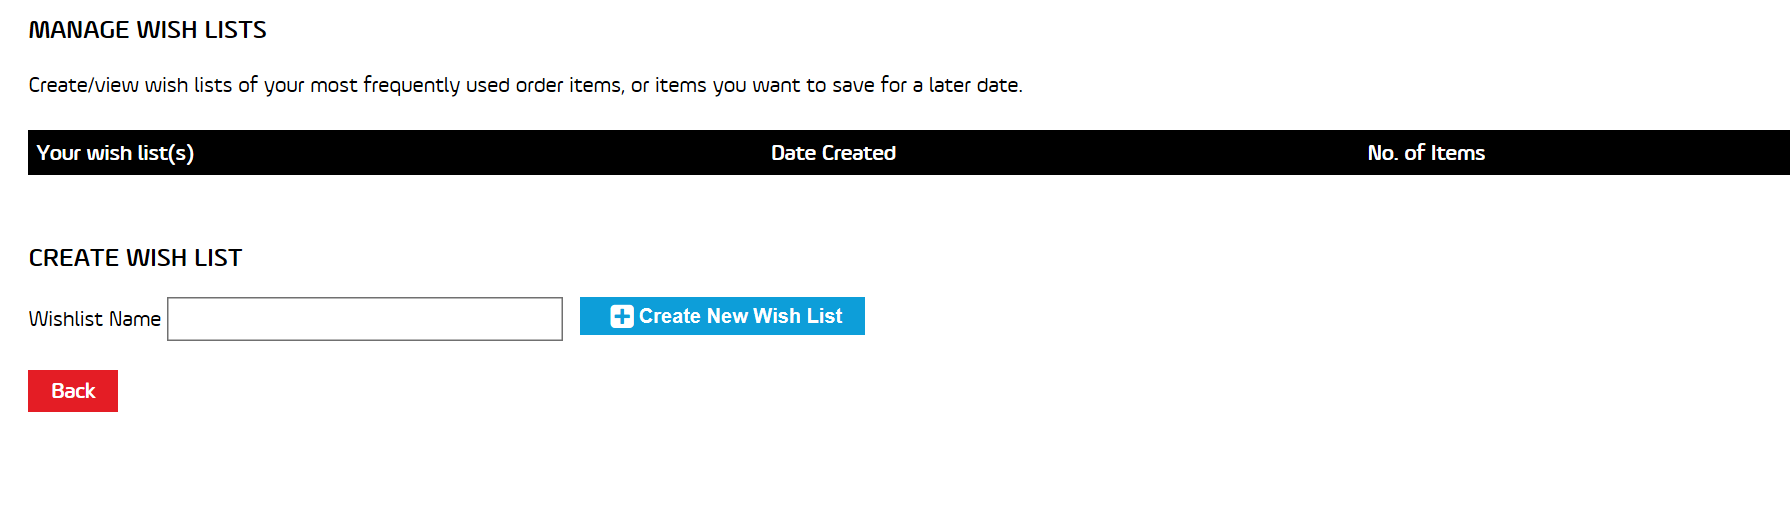 MANAGE WISH LISTS
Create/view wish lists of your most frequently used order items, or items you want to save for a later date.
Your wish list(s) Date Created No. of Items
CREATE WISH LIST
Wishlist Name Create New Wish List
Back